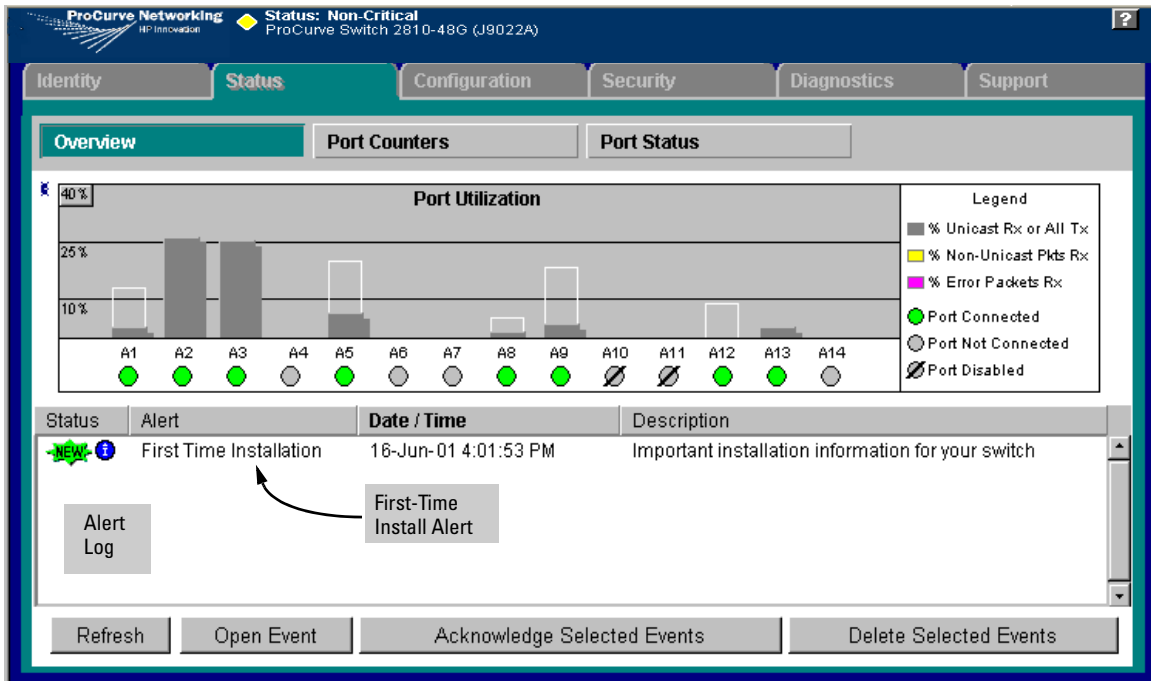 ProCurve Networking
HP Innovation
Status: Non-Critical
ProCurve Switch 2810-48G (J9022A)
?
Identity
Status
Configuration
Security
Diagnostics
Support
Overview
Port Counters
Port Status
40%
Port Utilization
25%
10%
A1 A2 A3 A4 A5 A6 A7 A8 A9 A10 A11 A12 A13 A14
Legend
% Unicast Rx or All Tx
% Non-Unicast Pkts Rx
% Error Packets Rx
Port Connected
Port Not Connected
Port Disabled
Status Alert Date / Time Description
NEW! i First Time Installation 16-Jun-01 4:01:53 PM Important installation information for your switch
First-Time
Install Alert
Alert
Log
Refresh
Open Event
Acknowledge Selected Events
Delete Selected Events